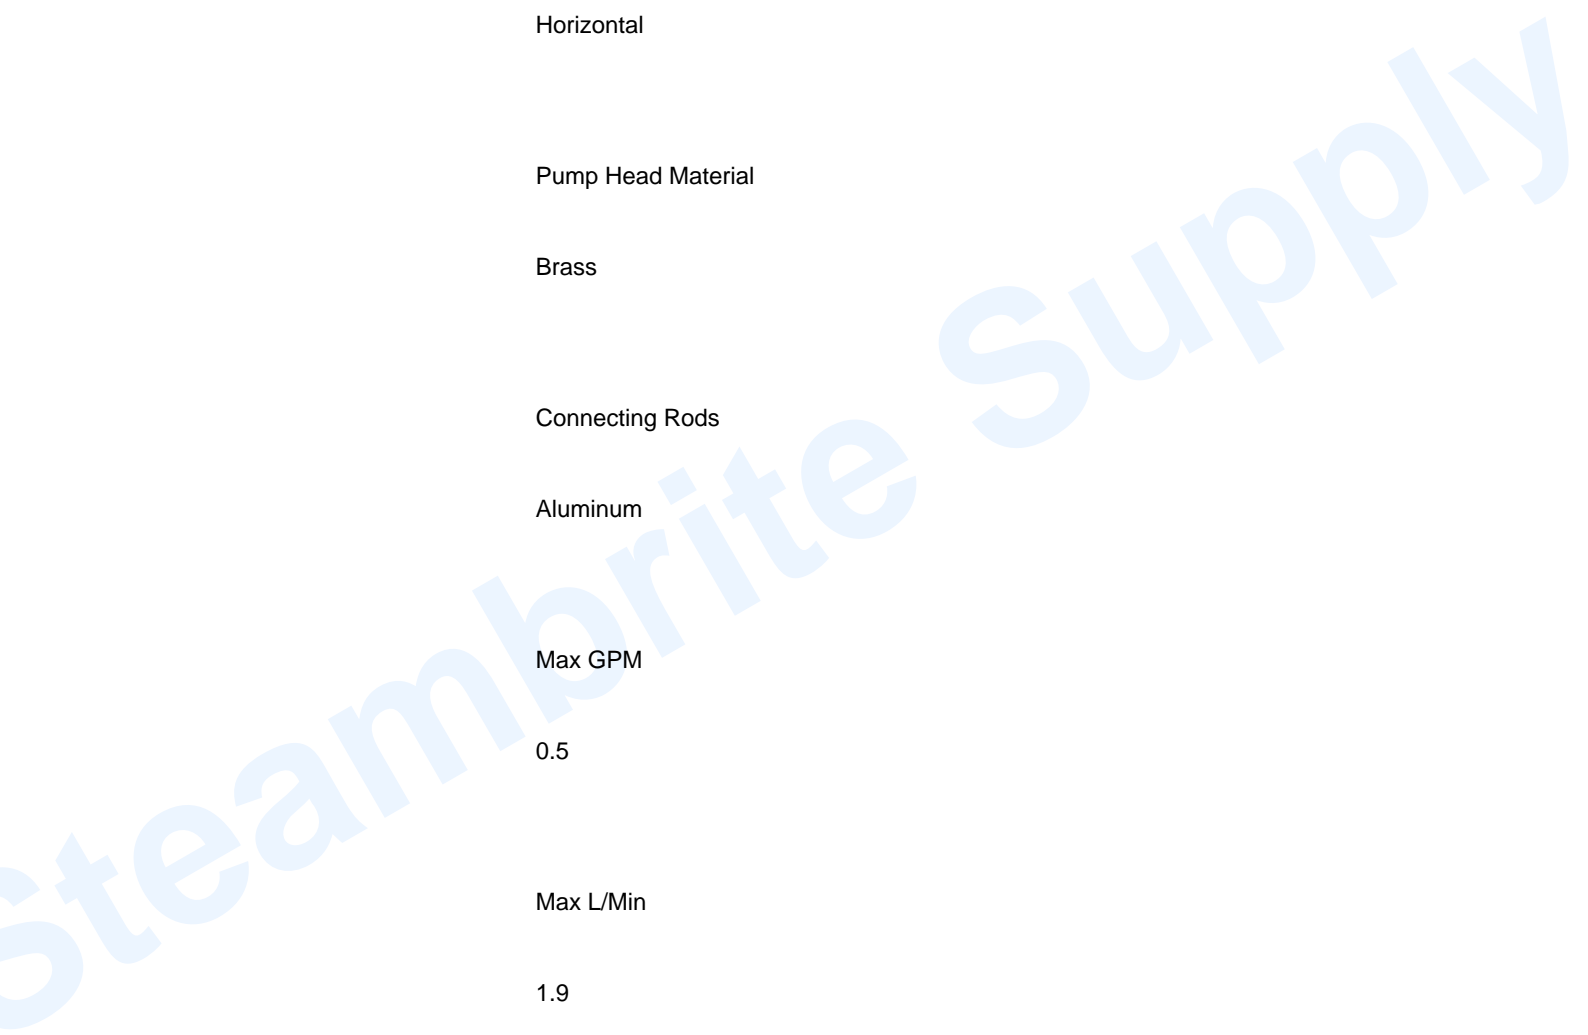 Horizontal
Pump Head Material
Brass
Connecting Rods
Aluminum
Max GPM
0.5
Max L/Min
1.9
Steambrite Supply